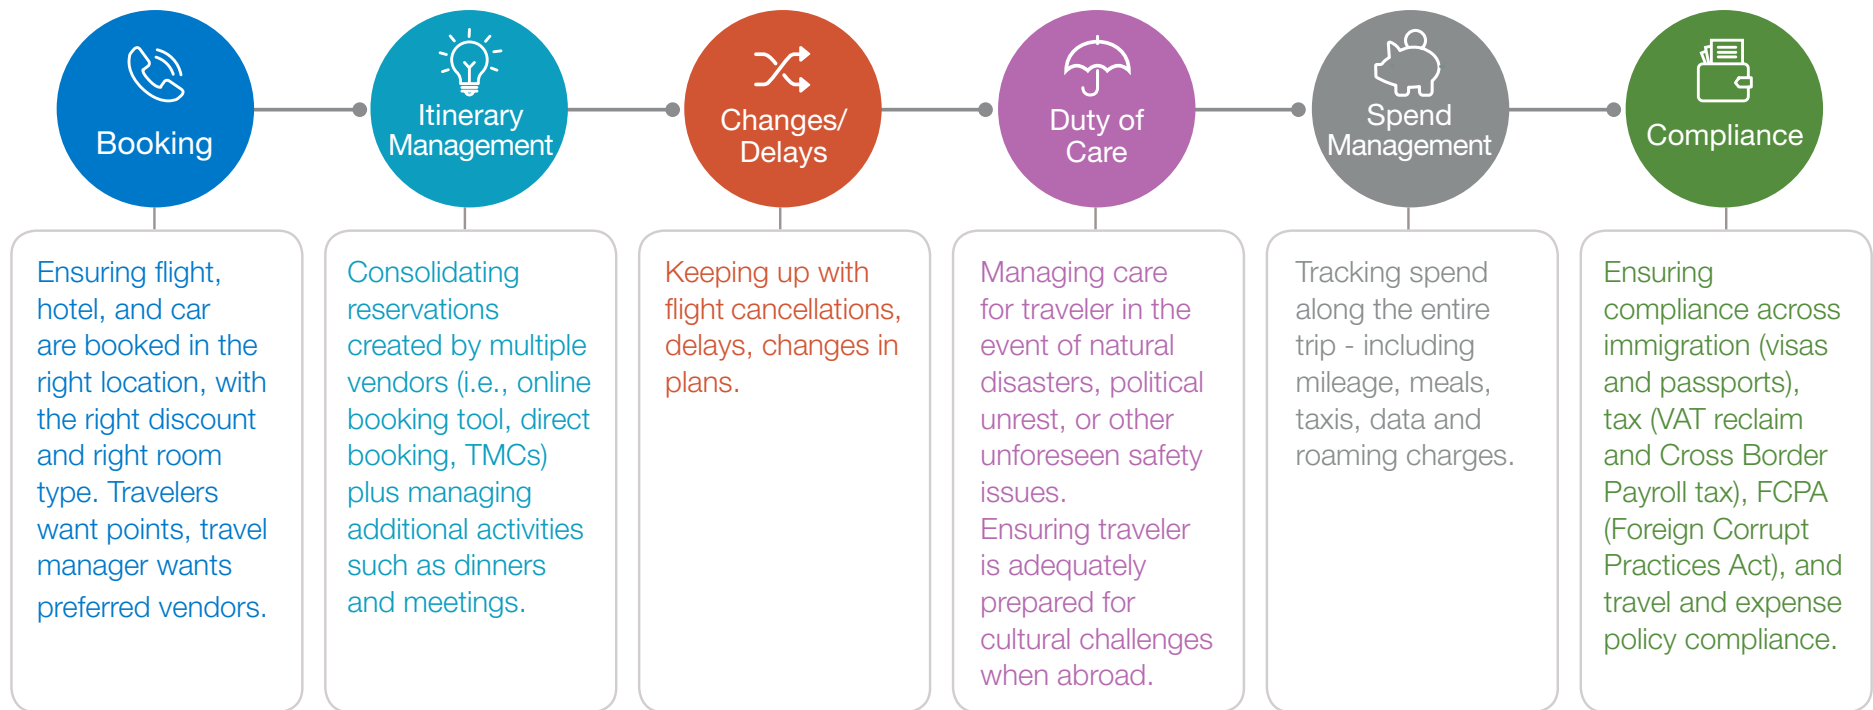 Booking
Itinerary
Management
Changes/
Delays
Duty of
Care
Spend
Management
Compliance
Ensuring flight,
hotel, and car
are booked in the
right location, with
the right discount
and right room
type. Travelers
want points, travel
manager wants
preferred vendors.
Consolidating
reservations
created by multiple
vendors (i.e., online
booking tool, direct
booking, TMCs)
plus managing
additional activities
such as dinners
and meetings.
Keeping up with
flight cancellations,
delays, changes in
plans.
Managing care
for traveler in the
event of natural
disasters, political
unrest, or other
unforeseen safety
issues.
Ensuring traveler
is adequately
prepared for
cultural challenges
when abroad.
Tracking spend
along the entire
trip - including
mileage, meals,
taxis, data and
roaming charges.
Ensuring
compliance across
immigration (visas
and passports),
tax (VAT reclaim
and Cross Border
Payroll tax), FCPA
(Foreign Corrupt
Practices Act), and
travel and expense
policy compliance.